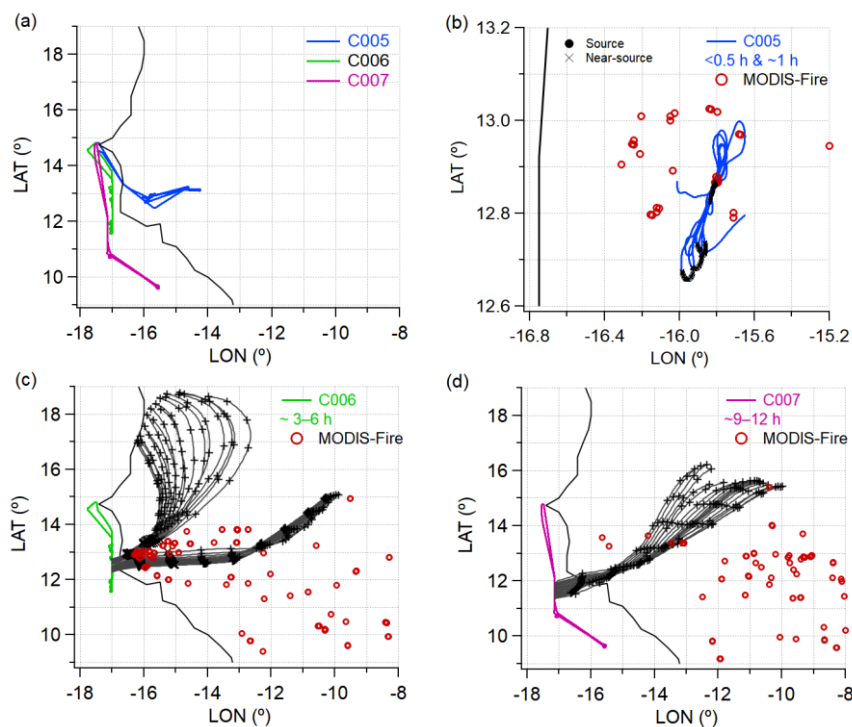 (a)
C005
C006
C007
LAT (º)
18
16
14
12
10
-18
-16
-14
-12
-10
-8
LON (º)
(b)
13.2
13.0
12.8
12.6
LAT (º)
Source
Near-source
C005
<0.5 h & ~1 h
MODIS-Fire
-16.8
-16.4
-16.0
-15.6
-15.2
LON (º)
(c)
C006
~ 3–6 h
MODIS-Fire
LAT (º)
18
16
14
12
10
-18
-16
-14
-12
-10
-8
LON (º)
(d)
C007
~9–12 h
MODIS-Fire
LAT (º)
18
16
14
12
10
-18
-16
-14
-12
-10
-8
LON (º)